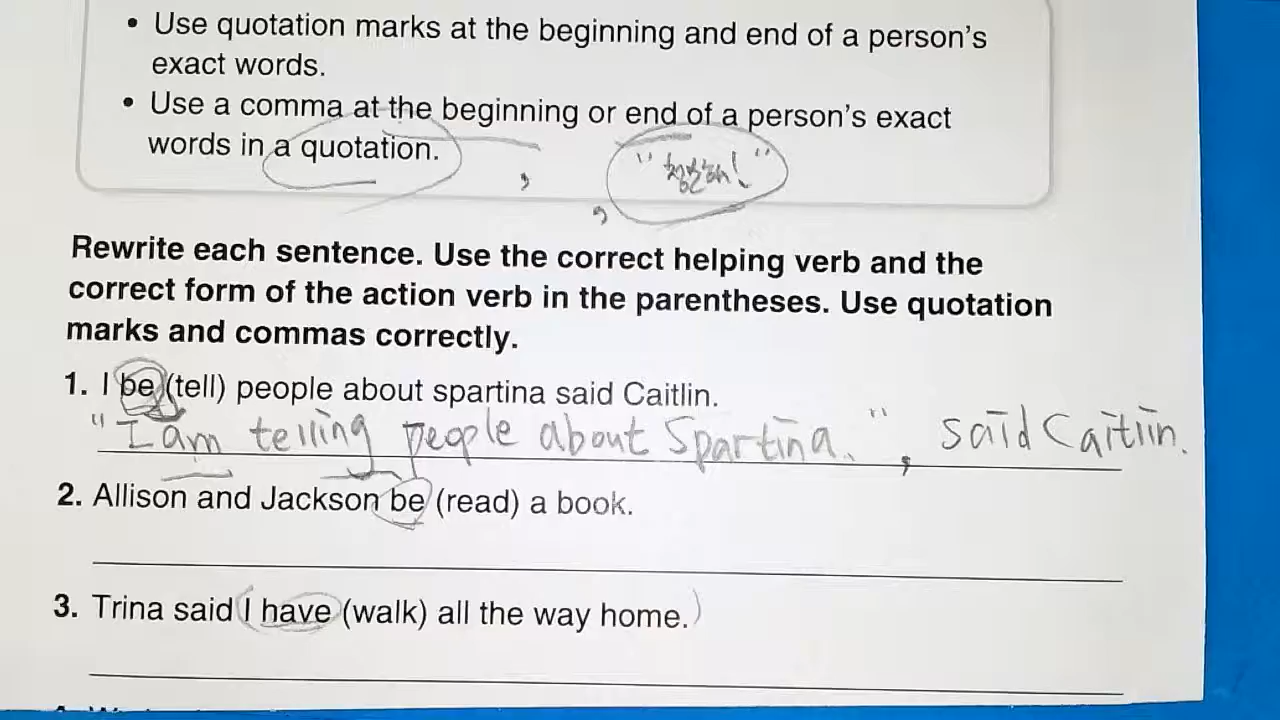 • Use quotation marks at the beginning and end of a person's
exact words.
• Use a comma at the beginning or end of a person's exact
words in a quotation.
, " "
,
Rewrite each sentence. Use the correct helping verb and the
correct form of the action verb in the parentheses. Use quotation
marks and commas correctly.
1. I be (tell) people about spartina said Caitlin.
"I am telling people about Spartina.", said Caitlin.
2. Allison and Jackson be (read) a book.
3. Trina said I have (walk) all the way home.)